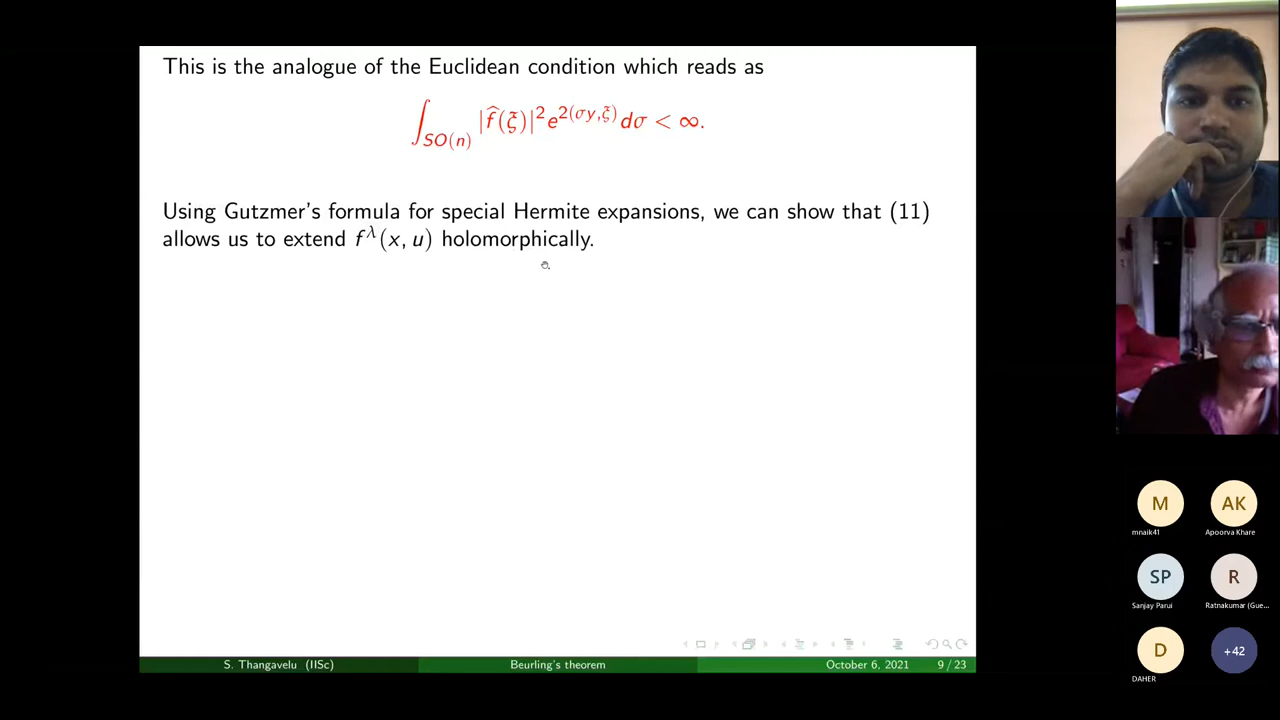 This is the analogue of the Euclidean condition which reads as
∫_{SO(n)} |f̂(ξ)|² e^{2(σy,ξ)} dσ < ∞.
Using Gutzmer's formula for special Hermite expansions, we can show that (11)
allows us to extend f^λ(x, u) holomorphically.
S. Thangavelu (IISc) Beurling's theorem October 6, 2021 9 / 23
M AK
mnaik41 Apoorva Khare
SP R
Sanjay Parui Ratnakumar (Gue...
D +42
DAHER